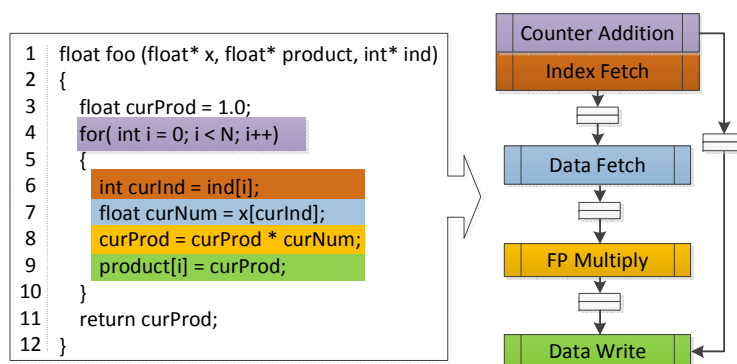 1 float foo (float* x, float* product, int* ind)
2 {
3 float curProd = 1.0;
4 for( int i = 0; i < N; i++)
5 {
6 int curInd = ind[i];
7 float curNum = x[curInd];
8 curProd = curProd * curNum;
9 product[i] = curProd;
10 }
11 return curProd;
12 }
Counter Addition
Index Fetch
Data Fetch
FP Multiply
Data Write